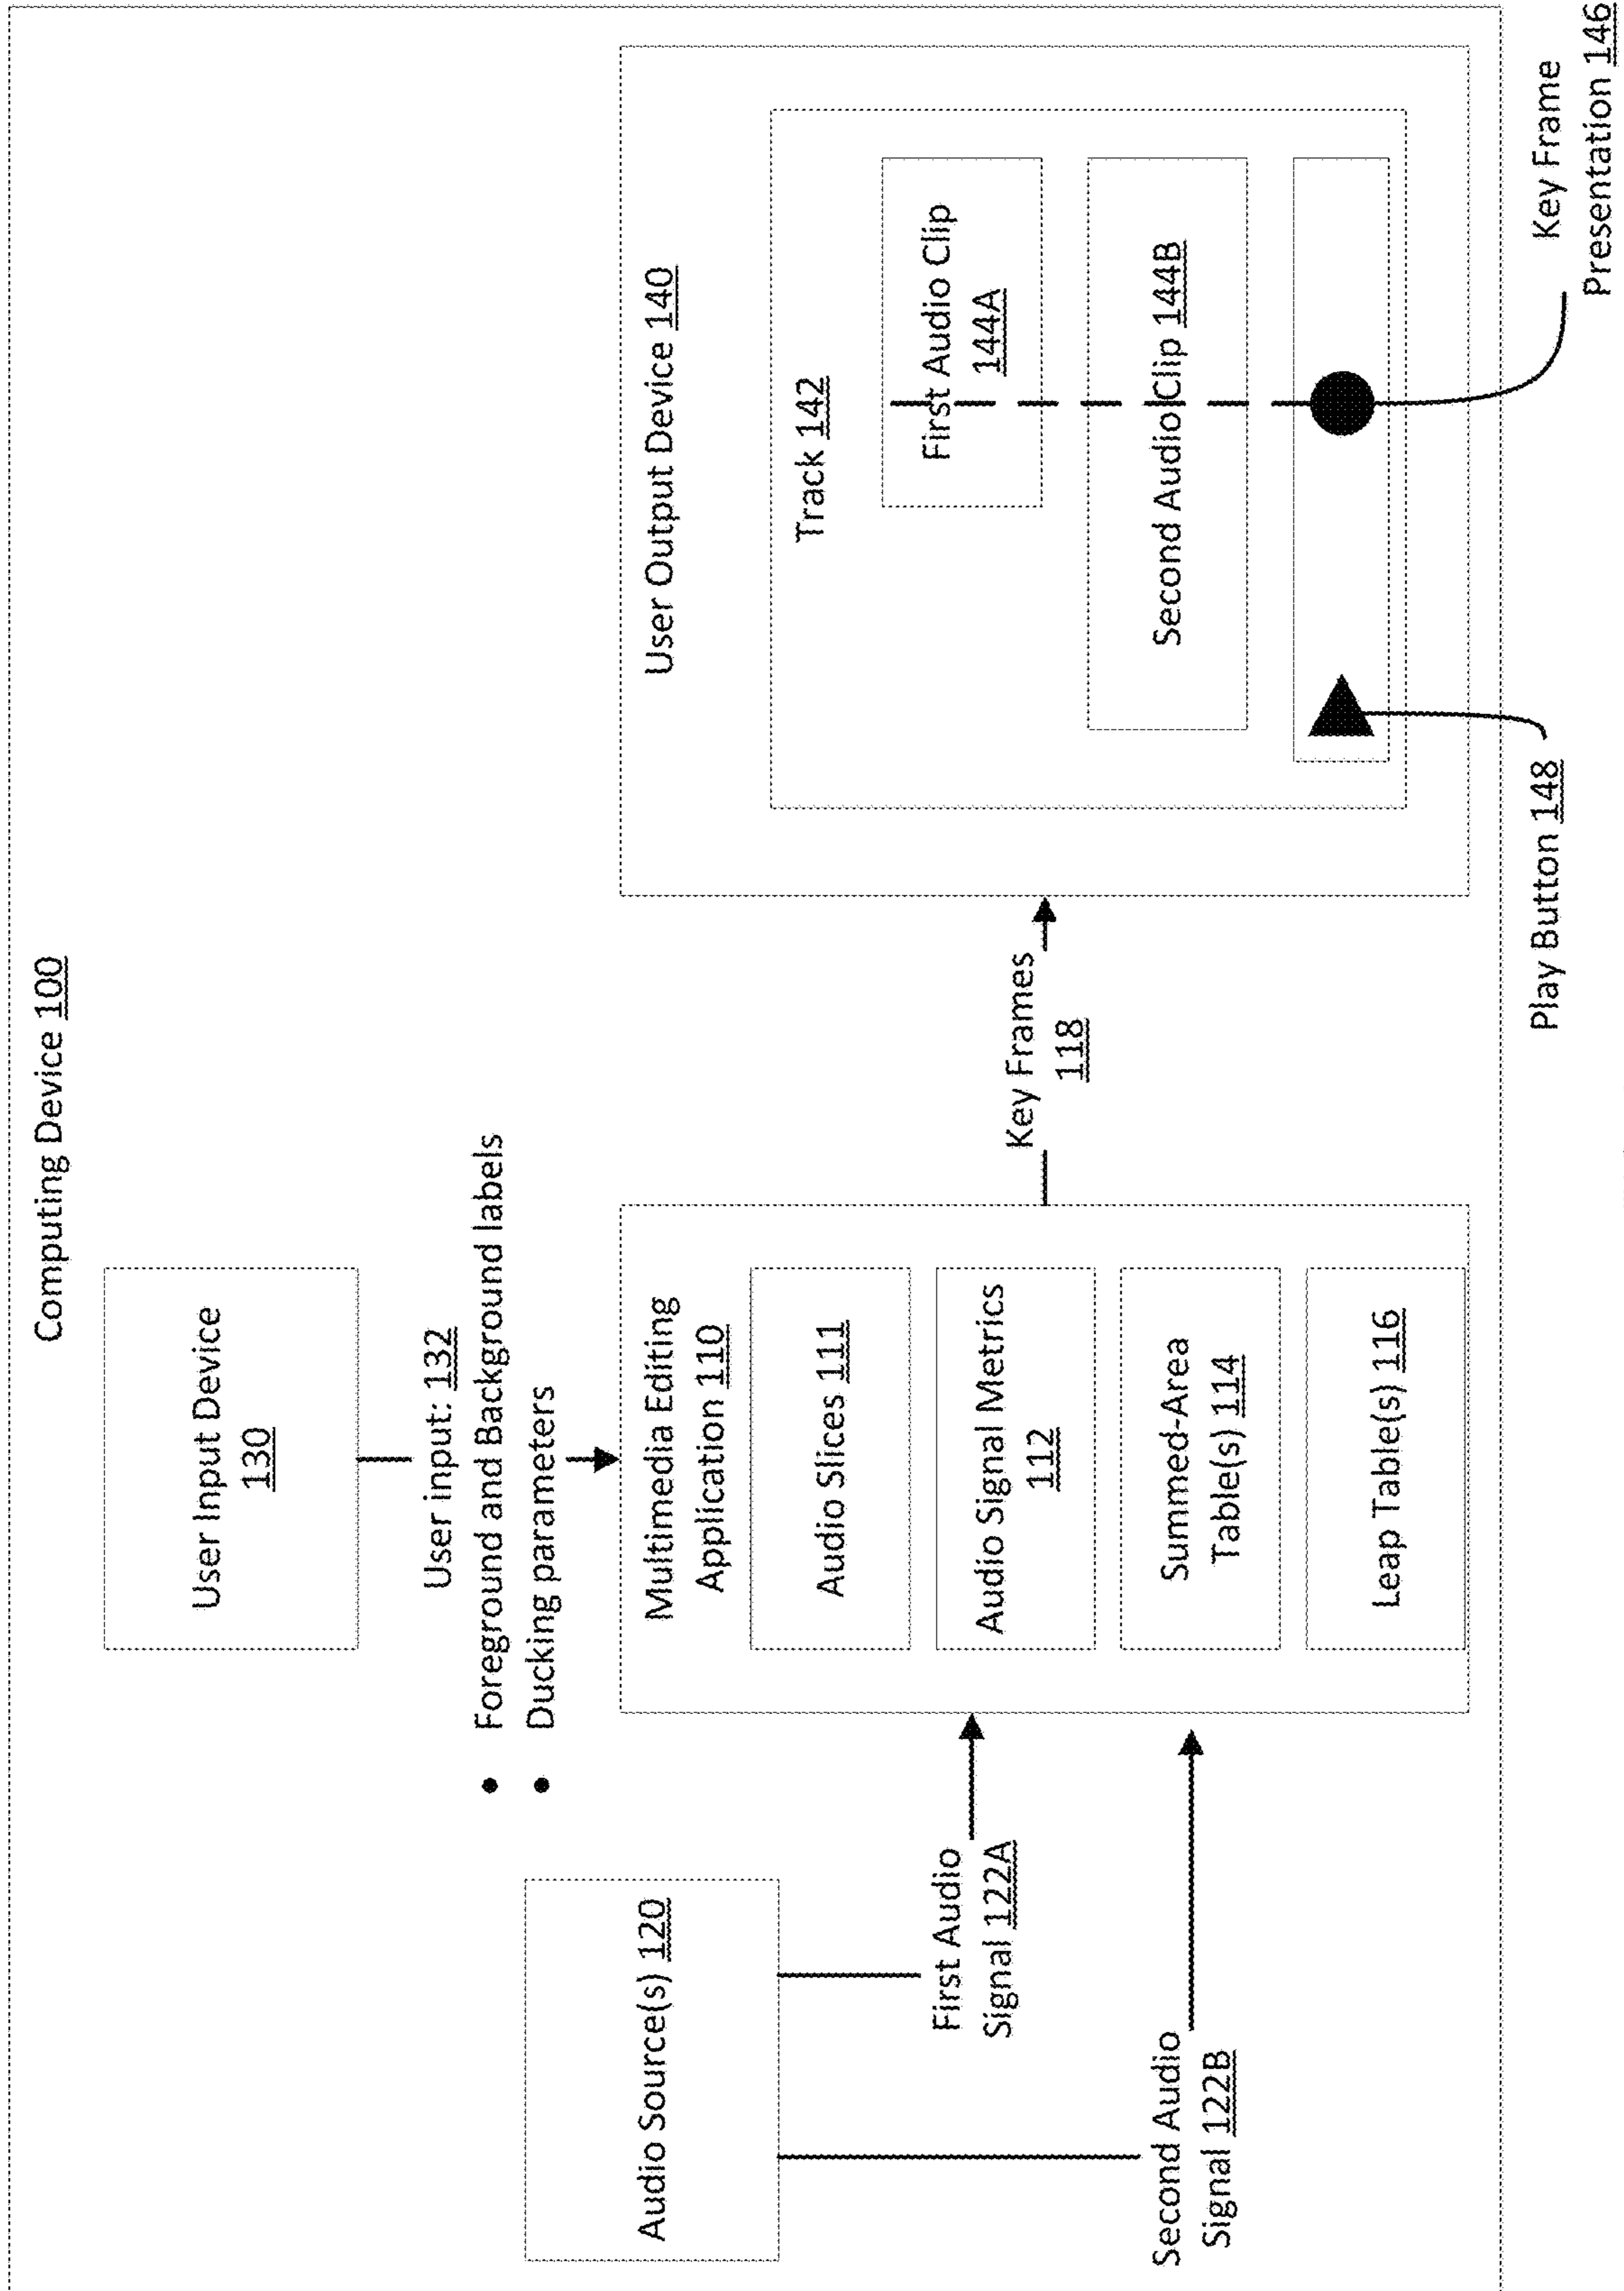 Computing Device 100
User Input Device
130
User input: 132
• Foreground and Background labels
• Ducking parameters
Audio Source(s) 120
First Audio
Signal 122A
Second Audio
Signal 122B
Multimedia Editing
Application 110
Audio Slices 111
Audio Signal Metrics
112
Summed-Area
Table(s) 114
Leap Table(s) 116
Key Frames
118
User Output Device 140
Track 142
First Audio Clip
144A
Second Audio Clip 144B
Play Button 148
Key Frame
Presentation 146